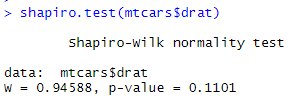 > shapiro.test(mtcars$drat)
Shapiro-Wilk normality test
data:  mtcars$drat
W = 0.94588, p-value = 0.1101